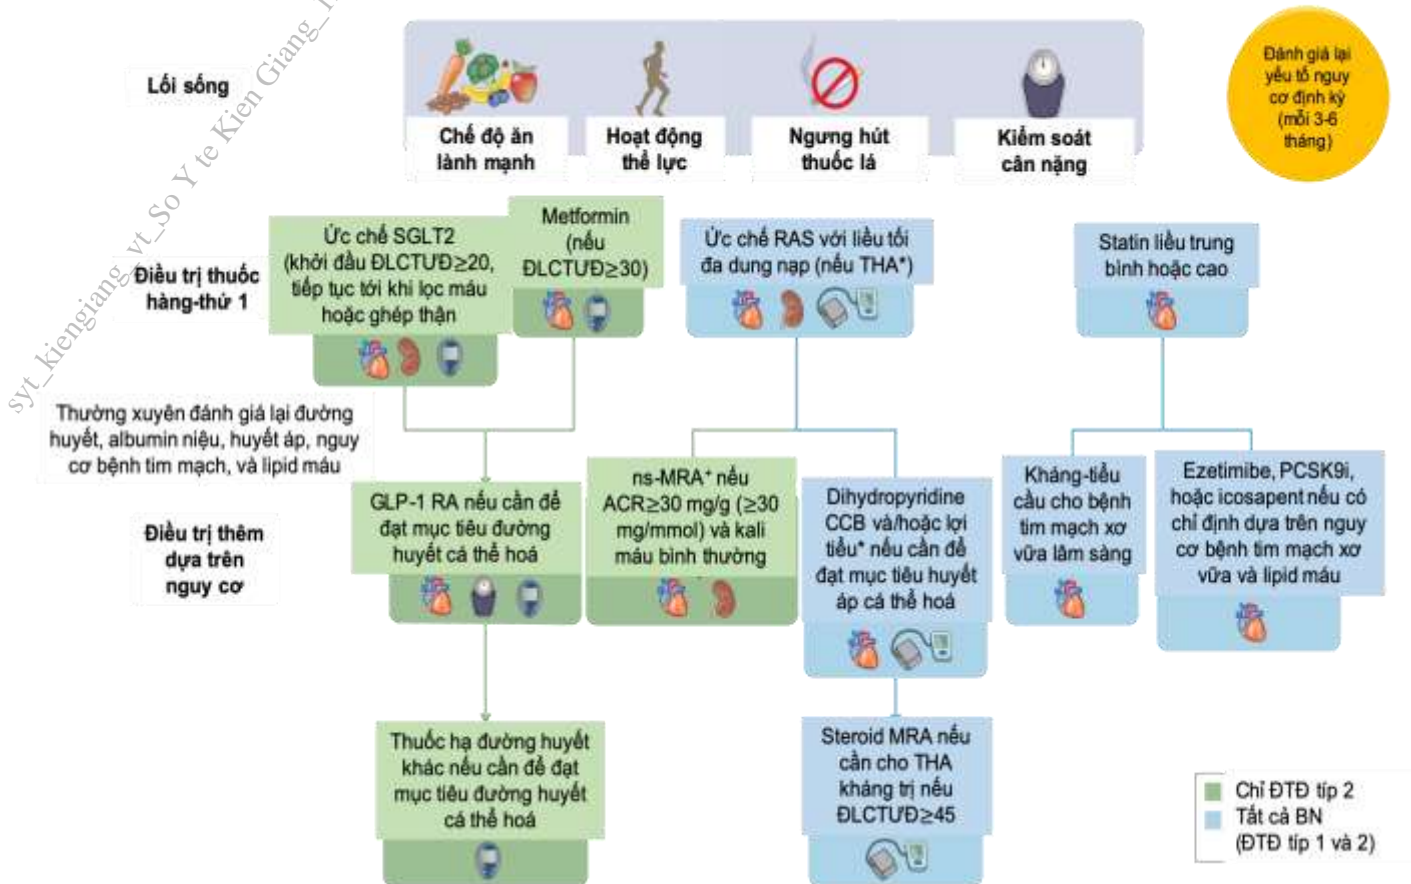 syt_kiengiang_vt_So Y te Kien Giang_1
Lối sống
Chế độ ăn
lành mạnh
Hoạt động
thể lực
Ngưng hút
thuốc lá
Kiểm soát
cân nặng
Đánh giá lại
yếu tố nguy
cơ định kỳ
(mỗi 3-6
tháng)
Điều trị thuốc
hàng-thứ 1
Ức chế SGLT2
(khởi đầu ĐLCTƯĐ≥20,
tiếp tục tới khi lọc máu
hoặc ghép thận
Metformin
(nếu
ĐLCTƯĐ≥30)
Ức chế RAS với liều tối
đa dung nạp (nếu THA*)
Statin liều trung
bình hoặc cao
Thường xuyên đánh giá lại đường
huyết, albumin niệu, huyết áp, nguy
cơ bệnh tim mạch, và lipid máu
Điều trị thêm
dựa trên
nguy cơ
GLP-1 RA nếu cần để
đạt mục tiêu đường
huyết cá thể hoá
ns-MRA⁺ nếu
ACR≥30 mg/g (≥30
mg/mmol) và kali
máu bình thường
Dihydropyridine
CCB và/hoặc lợi
tiểu* nếu cần để
đạt mục tiêu huyết
áp cá thể hoá
Kháng-tiểu
cầu cho bệnh
tim mạch xơ
vữa lâm sàng
Ezetimibe, PCSK9i,
hoặc icosapent nếu có
chỉ định dựa trên nguy
cơ bệnh tim mạch xơ
vữa và lipid máu
Thuốc hạ đường huyết
khác nếu cần để đạt
mục tiêu đường huyết
cá thể hoá
Steroid MRA nếu
cần cho THA
kháng trị nếu
ĐLCTƯĐ≥45
Chỉ ĐTĐ típ 2
Tất cả BN
(ĐTĐ típ 1 và 2)